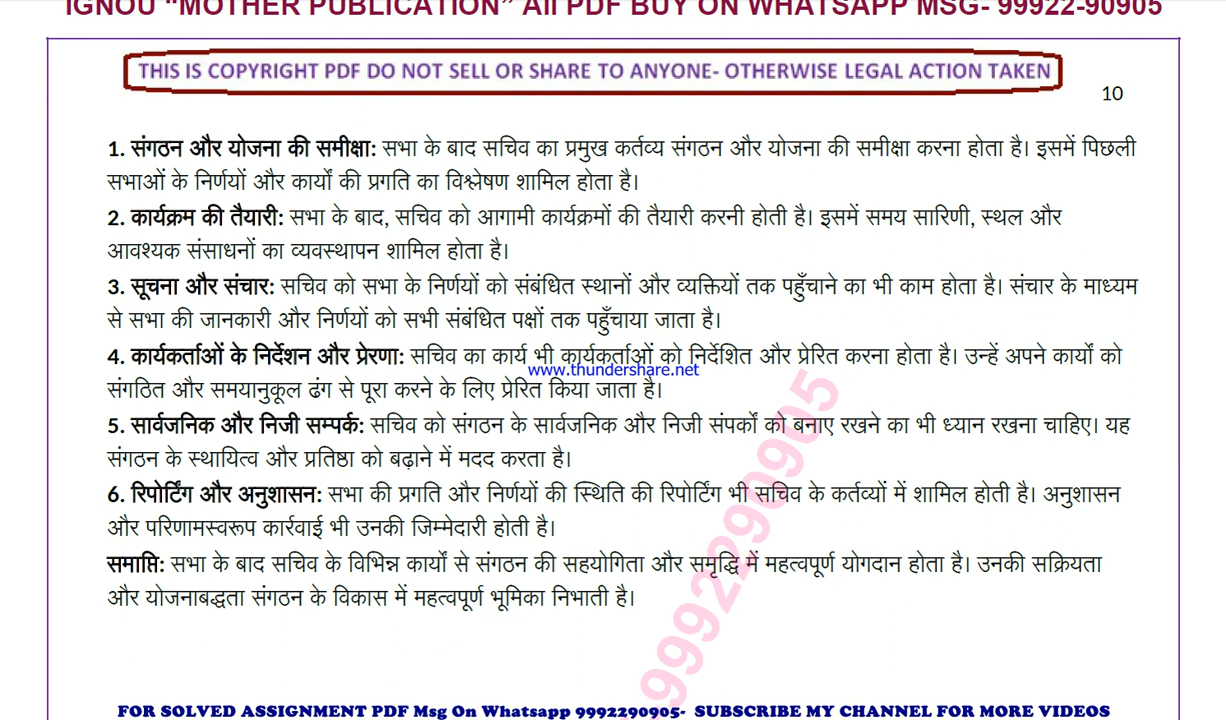 IGNOU “MOTHER PUBLICATION” All PDF BUY ON WHATSAPP MSG- 99922-90905
THIS IS COPYRIGHT PDF DO NOT SELL OR SHARE TO ANYONE- OTHERWISE LEGAL ACTION TAKEN
10
1. संगठन और योजना की समीक्षा: सभा के बाद सचिव का प्रमुख कर्तव्य संगठन और योजना की समीक्षा करना होता है। इसमें पिछली
सभाओं के निर्णयों और कार्यों की प्रगति का विश्लेषण शामिल होता है।
2. कार्यक्रम की तैयारी: सभा के बाद, सचिव को आगामी कार्यक्रमों की तैयारी करनी होती है। इसमें समय सारिणी, स्थल और
आवश्यक संसाधनों का व्यवस्थापन शामिल होता है।
3. सूचना और संचार: सचिव को सभा के निर्णयों को संबंधित स्थानों और व्यक्तियों तक पहुँचाने का भी काम होता है। संचार के माध्यम
से सभा की जानकारी और निर्णयों को सभी संबंधित पक्षों तक पहुँचाया जाता है।
4. कार्यकर्ताओं के निर्देशन और प्रेरणा: सचिव का कार्य भी कार्यकर्ताओं को निर्देशित और प्रेरित करना होता है। उन्हें अपने कार्यों को
www.thundershare.net
संगठित और समयानुकूल ढंग से पूरा करने के लिए प्रेरित किया जाता है।
5. सार्वजनिक और निजी सम्पर्क: सचिव को संगठन के सार्वजनिक और निजी संपर्कों को बनाए रखने का भी ध्यान रखना चाहिए। यह
संगठन के स्थायित्व और प्रतिष्ठा को बढ़ाने में मदद करता है।
6. रिपोर्टिंग और अनुशासन: सभा की प्रगति और निर्णयों की स्थिति की रिपोर्टिंग भी सचिव के कर्तव्यों में शामिल होती है। अनुशासन
और परिणामस्वरूप कार्रवाई भी उनकी जिम्मेदारी होती है।
समाप्ति: सभा के बाद सचिव के विभिन्न कार्यों से संगठन की सहयोगिता और समृद्धि में महत्वपूर्ण योगदान होता है। उनकी सक्रियता
और योजनाबद्धता संगठन के विकास में महत्वपूर्ण भूमिका निभाती है।
9992290905
FOR SOLVED ASSIGNMENT PDF Msg On Whatsapp 9992290905- SUBSCRIBE MY CHANNEL FOR MORE VIDEOS